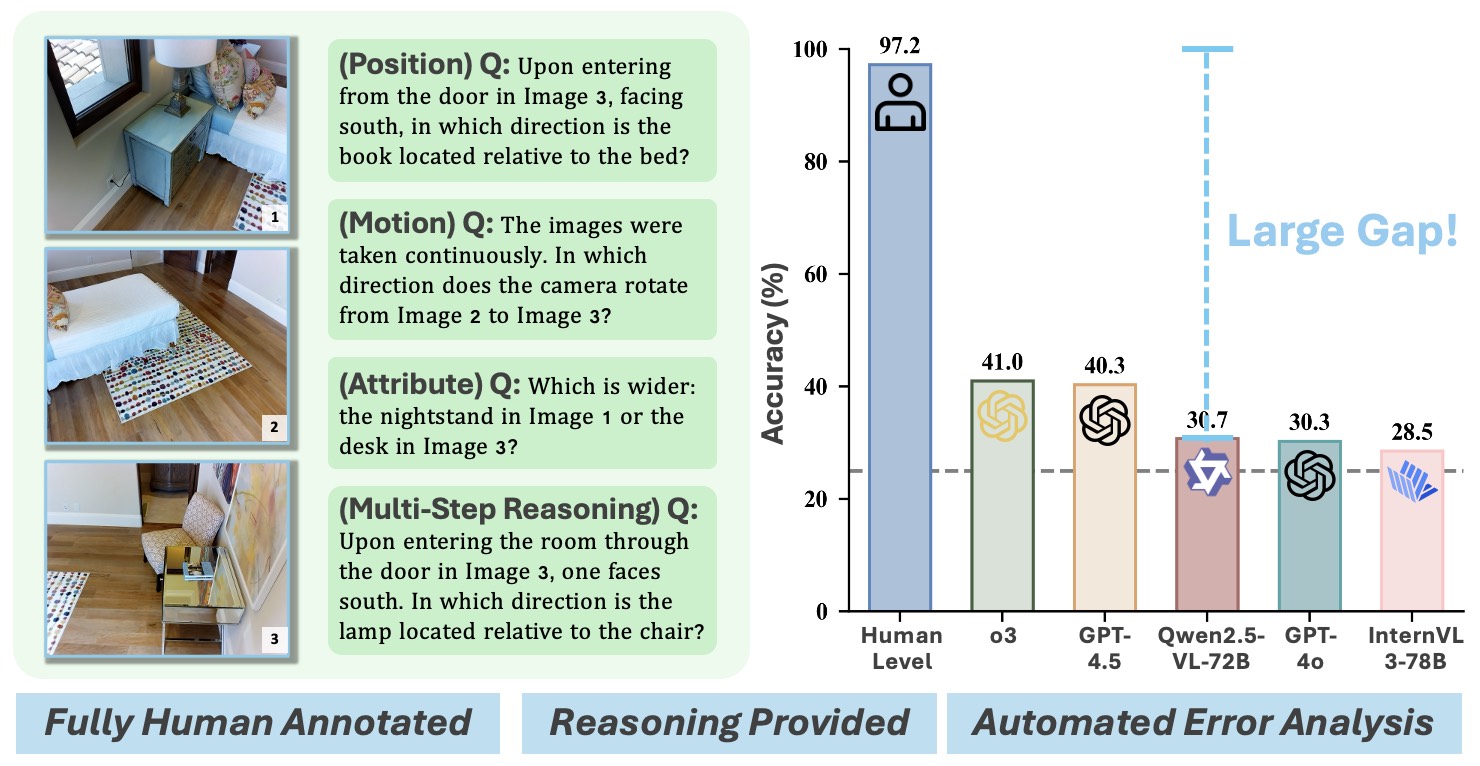 1
2
3
(Position) Q: Upon entering
from the door in Image 3, facing
south, in which direction is the
book located relative to the bed?
(Motion) Q: The images were
taken continuously. In which
direction does the camera rotate
from Image 2 to Image 3?
(Attribute) Q: Which is wider:
the nightstand in Image 1 or the
desk in Image 3?
(Multi-Step Reasoning) Q:
Upon entering the room through
the door in Image 3, one faces
south. In which direction is the
lamp located relative to the chair?
Accuracy (%)
100
80
60
40
20
0
97.2
41.0
40.3
30.7
30.3
28.5
Large Gap!
Human
Level
o3
GPT-
4.5
Qwen2.5-
VL-72B
GPT-
4o
InternVL
3-78B
Fully Human Annotated
Reasoning Provided
Automated Error Analysis